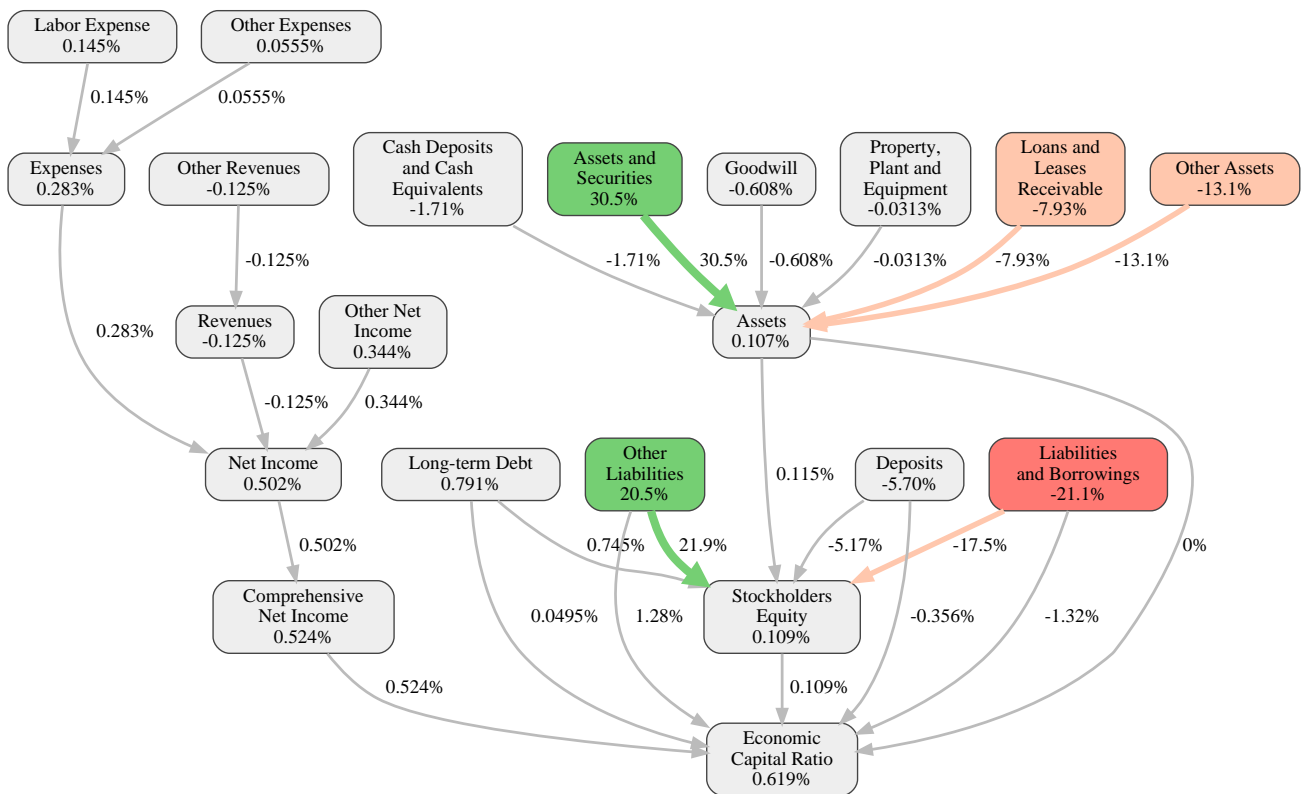 Labor Expense
0.145%
Other Expenses
0.0555%
0.145%
0.0555%
Expenses
0.283%
Other Revenues
-0.125%
Cash Deposits
and Cash
Equivalents
-1.71%
Assets and
Securities
30.5%
Goodwill
-0.608%
Property,
Plant and
Equipment
-0.0313%
Loans and
Leases
Receivable
-7.93%
Other Assets
-13.1%
-0.125%
-1.71%
30.5%
-0.608%
-0.0313%
-7.93%
-13.1%
0.283%
Revenues
-0.125%
Other Net
Income
0.344%
Assets
0.107%
-0.125%
0.344%
Net Income
0.502%
Long-term Debt
0.791%
Other
Liabilities
20.5%
0.115%
Deposits
-5.70%
Liabilities
and Borrowings
-21.1%
0.502%
0.745%
21.9%
-5.17%
-17.5%
0%
Comprehensive
Net Income
0.524%
0.0495%
1.28%
Stockholders
Equity
0.109%
-0.356%
-1.32%
0.524%
0.109%
Economic
Capital Ratio
0.619%